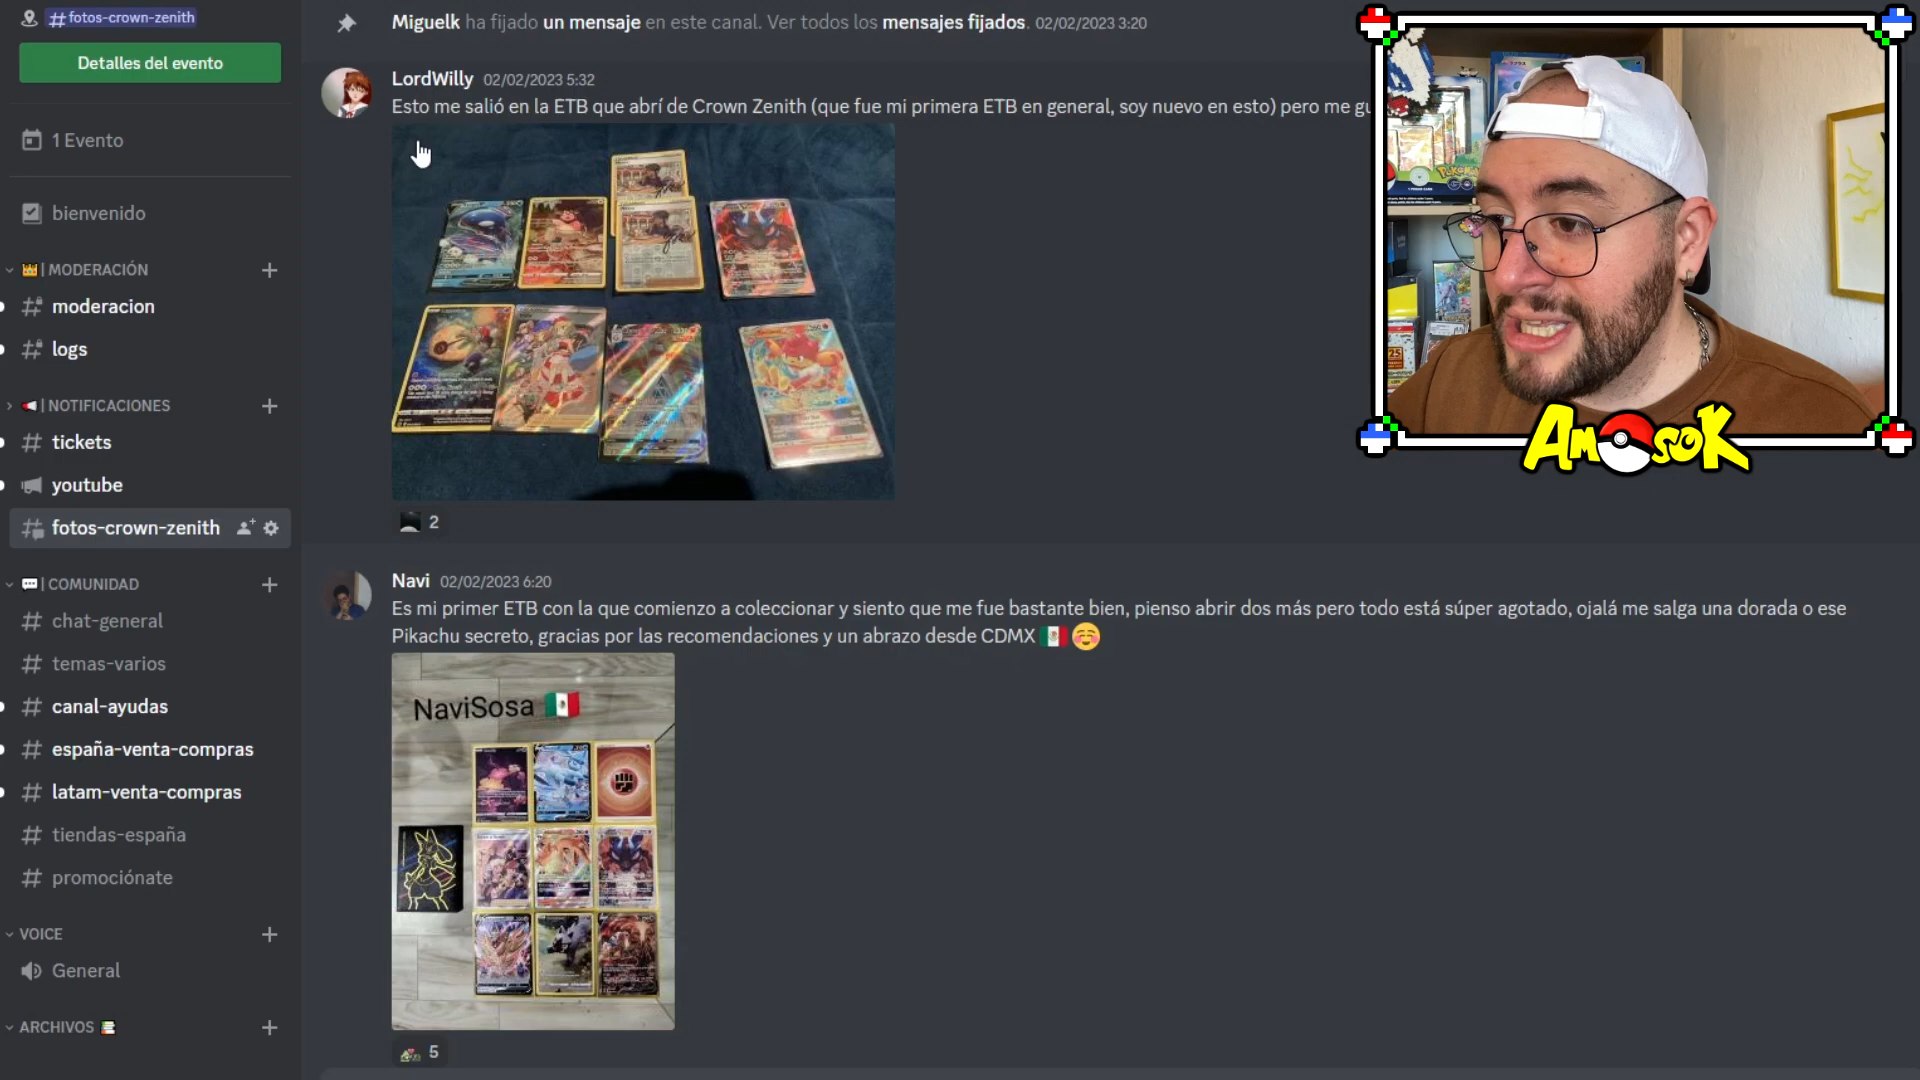 #fotos-crown-zenith
Detalles del evento
1 Evento
bienvenido
| MODERACIÓN
moderacion
logs
| NOTIFICACIONES
tickets
youtube
fotos-crown-zenith
| COMUNIDAD
chat-general
temas-varios
canal-ayudas
españa-venta-compras
latam-venta-compras
tiendas-españa
promociónate
VOICE
General
ARCHIVOS
Miguelk ha fijado un mensaje en este canal. Ver todos los mensajes fijados. 02/02/2023 3:20
LordWilly 02/02/2023 5:32
Esto me salió en la ETB que abrí de Crown Zenith (que fue mi primera ETB en general, soy nuevo en esto) pero me gu
2
Navi 02/02/2023 6:20
Es mi primer ETB con la que comienzo a coleccionar y siento que me fue bastante bien, pienso abrir dos más pero todo está súper agotado, ojalá me salga una dorada o ese
Pikachu secreto, gracias por las recomendaciones y un abrazo desde CDMX 🇲🇽 ☺️
NaviSosa 🇲🇽
5
AmosoK